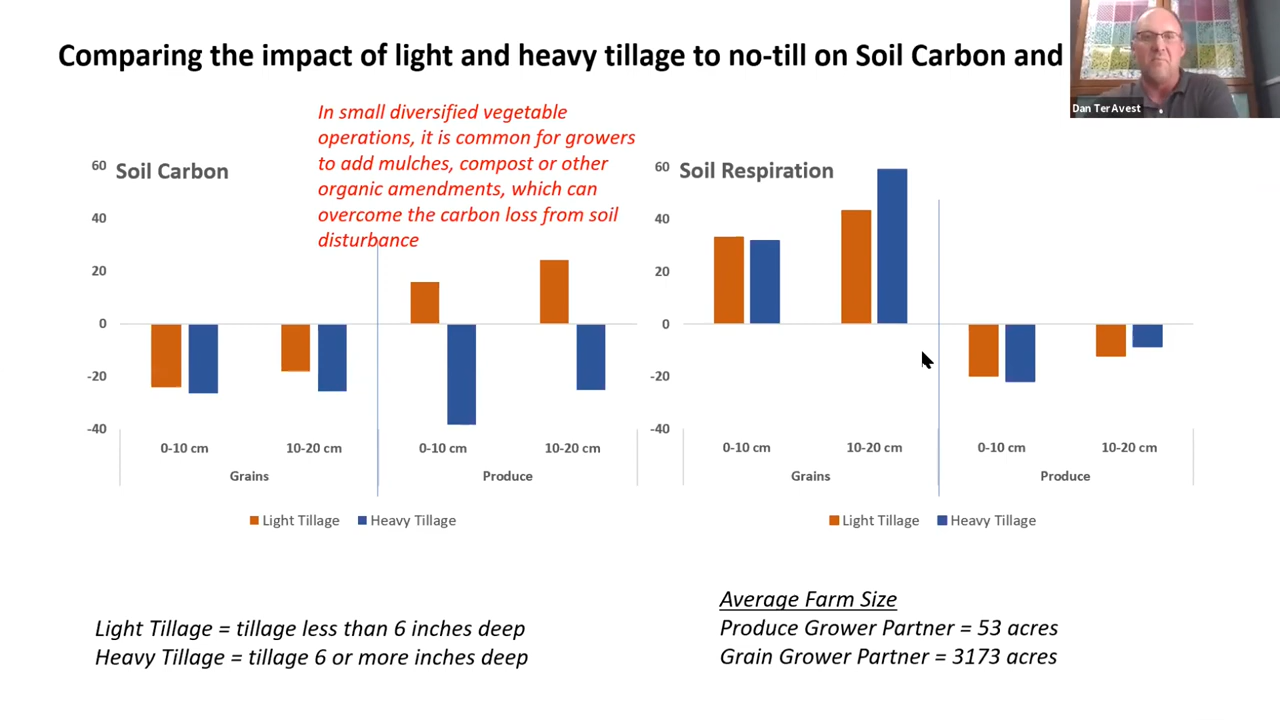 Comparing the impact of light and heavy tillage to no-till on Soil Carbon and
Dan Ter Avest
In small diversified vegetable
operations, it is common for growers
to add mulches, compost or other
organic amendments, which can
overcome the carbon loss from soil
disturbance
Soil Carbon
60
40
20
0
-20
-40
0-10 cm
10-20 cm
0-10 cm
10-20 cm
Grains
Produce
Light Tillage
Heavy Tillage
Soil Respiration
60
40
20
0
-20
-40
0-10 cm
10-20 cm
0-10 cm
10-20 cm
Grains
Produce
Light Tillage
Heavy Tillage
Light Tillage = tillage less than 6 inches deep
Heavy Tillage = tillage 6 or more inches deep
Average Farm Size
Produce Grower Partner = 53 acres
Grain Grower Partner = 3173 acres